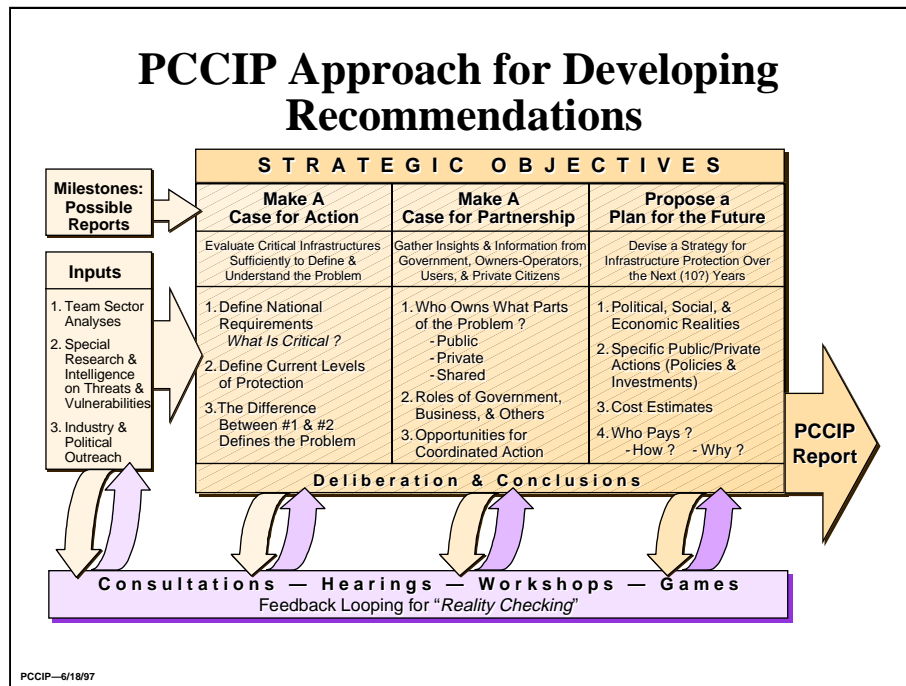 PCCIP Approach for Developing
Recommendations
STRATEGIC OBJECTIVES
Milestones:
Possible
Reports
Inputs
1. Team Sector
Analyses
2. Special
Research &
Intelligence
on Threats &
Vulnerabilities
3. Industry &
Political
Outreach
Make A
Case for Action
Evaluate Critical Infrastructures
Sufficiently to Define &
Understand the Problem
1. Define National
Requirements
What Is Critical ?
2. Define Current Levels
of Protection
3. The Difference
Between #1 & #2
Defines the Problem
Make A
Case for Partnership
Gather Insights & Information from
Government, Owners-Operators,
Users, & Private Citizens
1. Who Owns What Parts
of the Problem ?
- Public
- Private
- Shared
2. Roles of Government,
Business, & Others
3. Opportunities for
Coordinated Action
Propose a
Plan for the Future
Devise a Strategy for
Infrastructure Protection Over
the Next (10?) Years
1. Political, Social, &
Economic Realities
2. Specific Public/Private
Actions (Policies &
Investments)
3. Cost Estimates
4. Who Pays ?
- How ? - Why ?
Deliberation & Conclusions
PCCIP
Report
Consultations — Hearings — Workshops — Games
Feedback Looping for “Reality Checking”
PCCIP—6/18/97